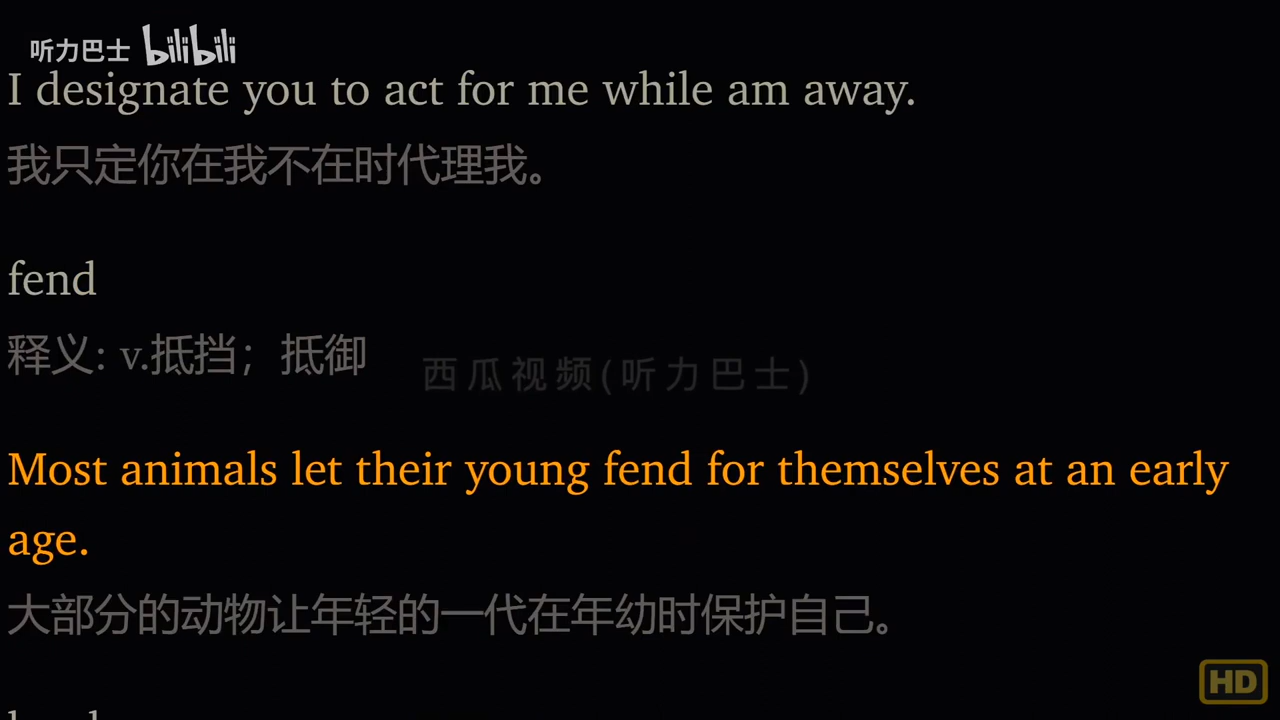 听力巴士 bilibili
I designate you to act for me while am away.
我只定你在我不在时代理我。
fend
释义: v.抵挡；抵御
西瓜视频(听力巴士)
Most animals let their young fend for themselves at an early
age.
大部分的动物让年轻的一代在年幼时保护自己。
HD